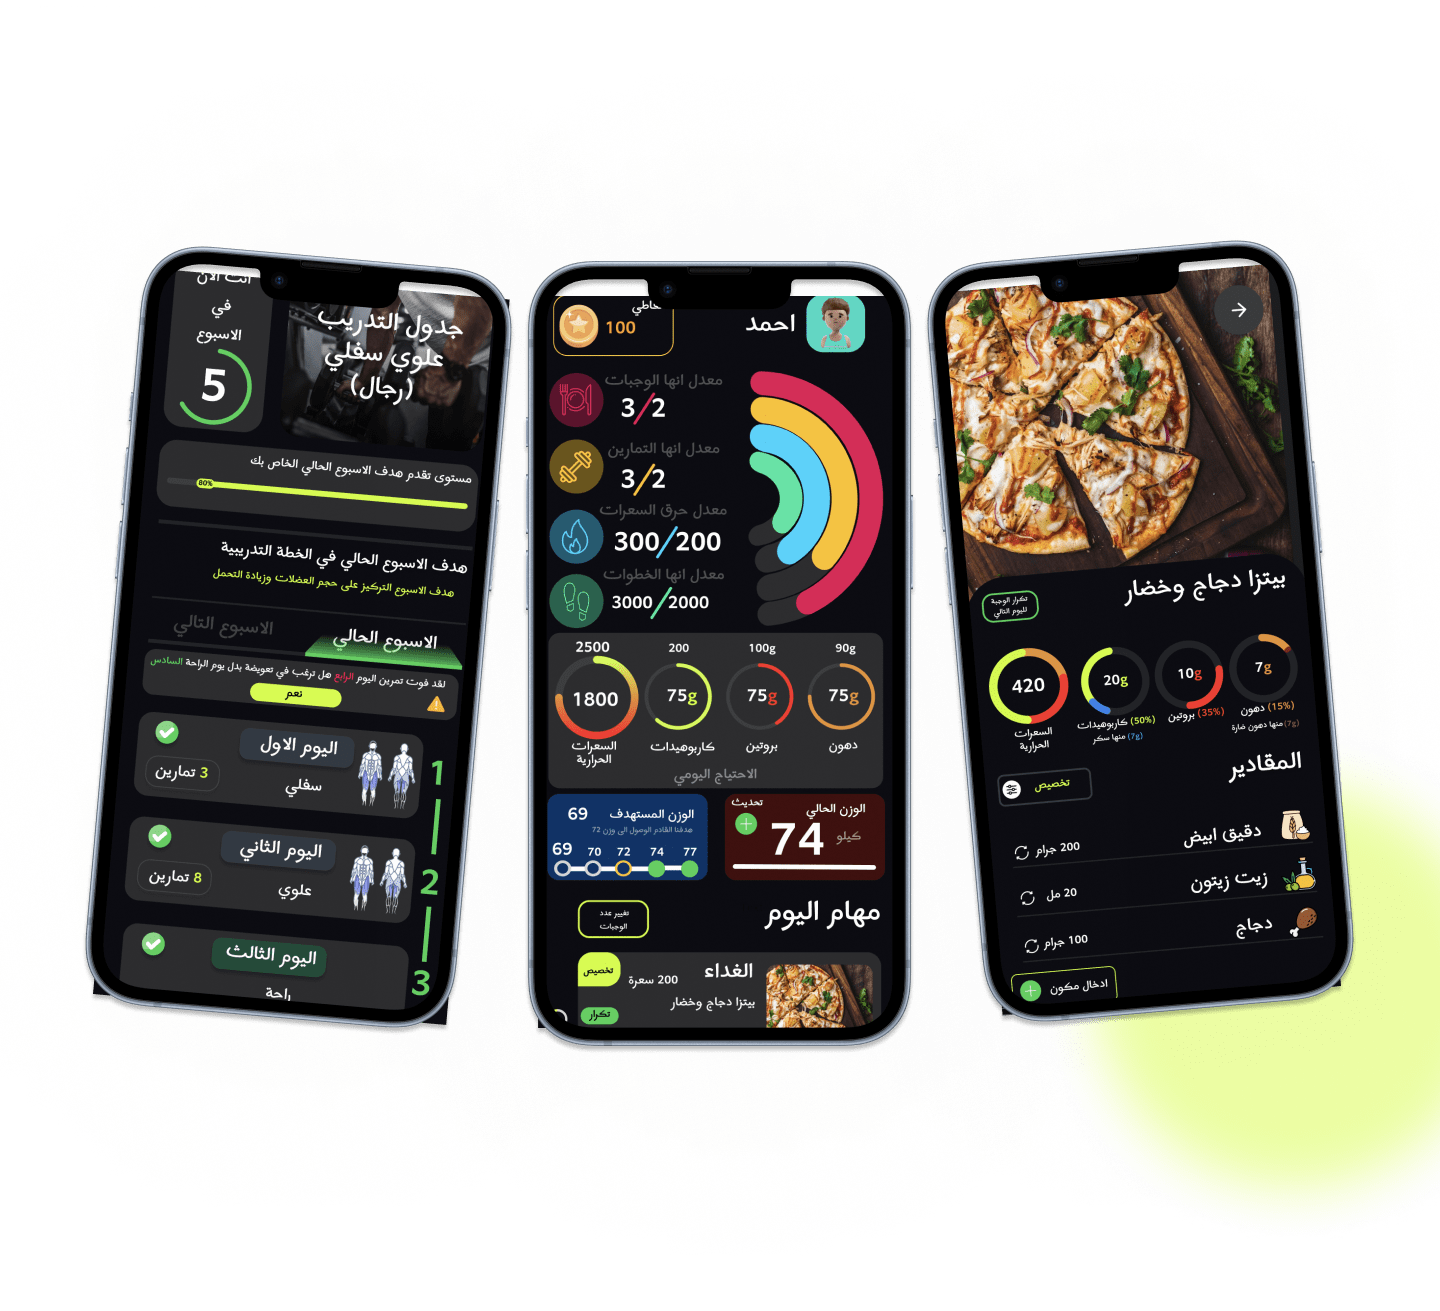 انت الان
في
الاسبوع
5
جدول التدريب
علوي سفلي
(رجال)
مستوى تقدم هدف الاسبوع الحالي الخاص بك
80%
هدف الاسبوع الحالي في الخطة التدريبية
هدف الاسبوع التركيز على حجم العضلات وزيادة التحمل
الاسبوع الحالي
الاسبوع التالي
لقد فوت تمرين اليوم الرابع هل ترغب في تعويضة بدل يوم الراحة السادس
نعم
اليوم الاول
سفلي
3 تمارين
1
اليوم الثاني
علوي
8 تمارين
2
اليوم الثالث
راحة
3
احمد
100
معدل انها الوجبات
3/2
معدل انها التمارين
3/2
معدل حرق السعرات
300/200
معدل انها الخطوات
3000/2000
2500
1800
السعرات
الحرارية
200
75g
كاربوهيدات
100g
75g
بروتين
90g
75g
دهون
الاحتياج اليومي
الوزن الحالي
تحديث
74
كيلو
الوزن المستهدف
69
هدفنا القادم الوصول الى وزن 72
69 70 72 74 77
مهام اليوم
تغيير عدد
الوجبات
الغداء
200 سعرة
تخصيص
بيتزا دجاج وخضار
تكرار
بيتزا دجاج وخضار
تكرار الوجبة
لليوم التالي
420
السعرات
الحرارية
20g
كاربوهيدات (50%)
منها سكر (7g)
10g
بروتين (35%)
7g
دهون (15%)
منها دهون ضارة (7g)
المقادير
تخصيص
دقيق ابيض
200 جرام
زيت زيتون
20 مل
دجاج
100 جرام
ادخال مكون